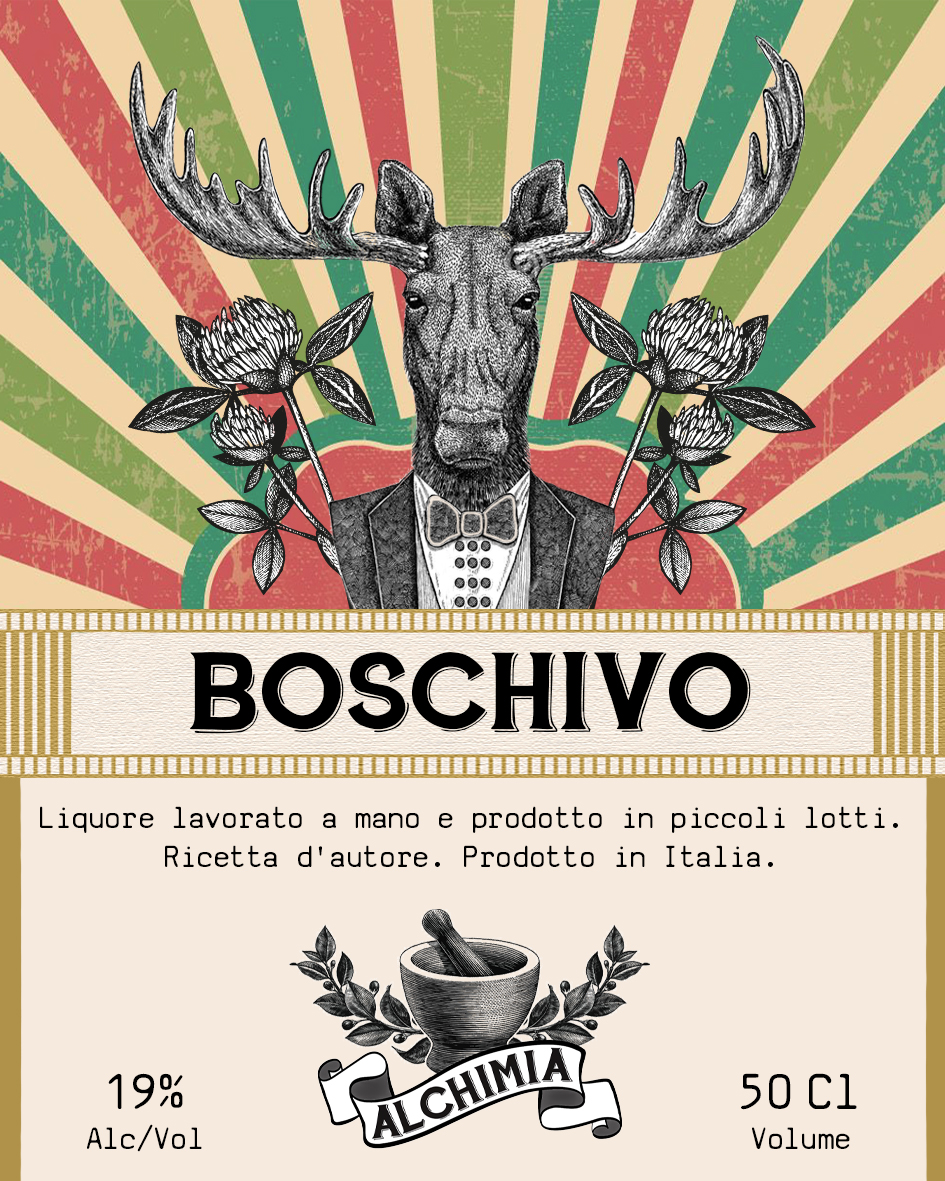 BOSCHIVO
Liquore lavorato a mano e prodotto in piccoli lotti.
Ricetta d'autore. Prodotto in Italia.
ALCHIMIA
19%
Alc/Vol
50 Cl
Volume